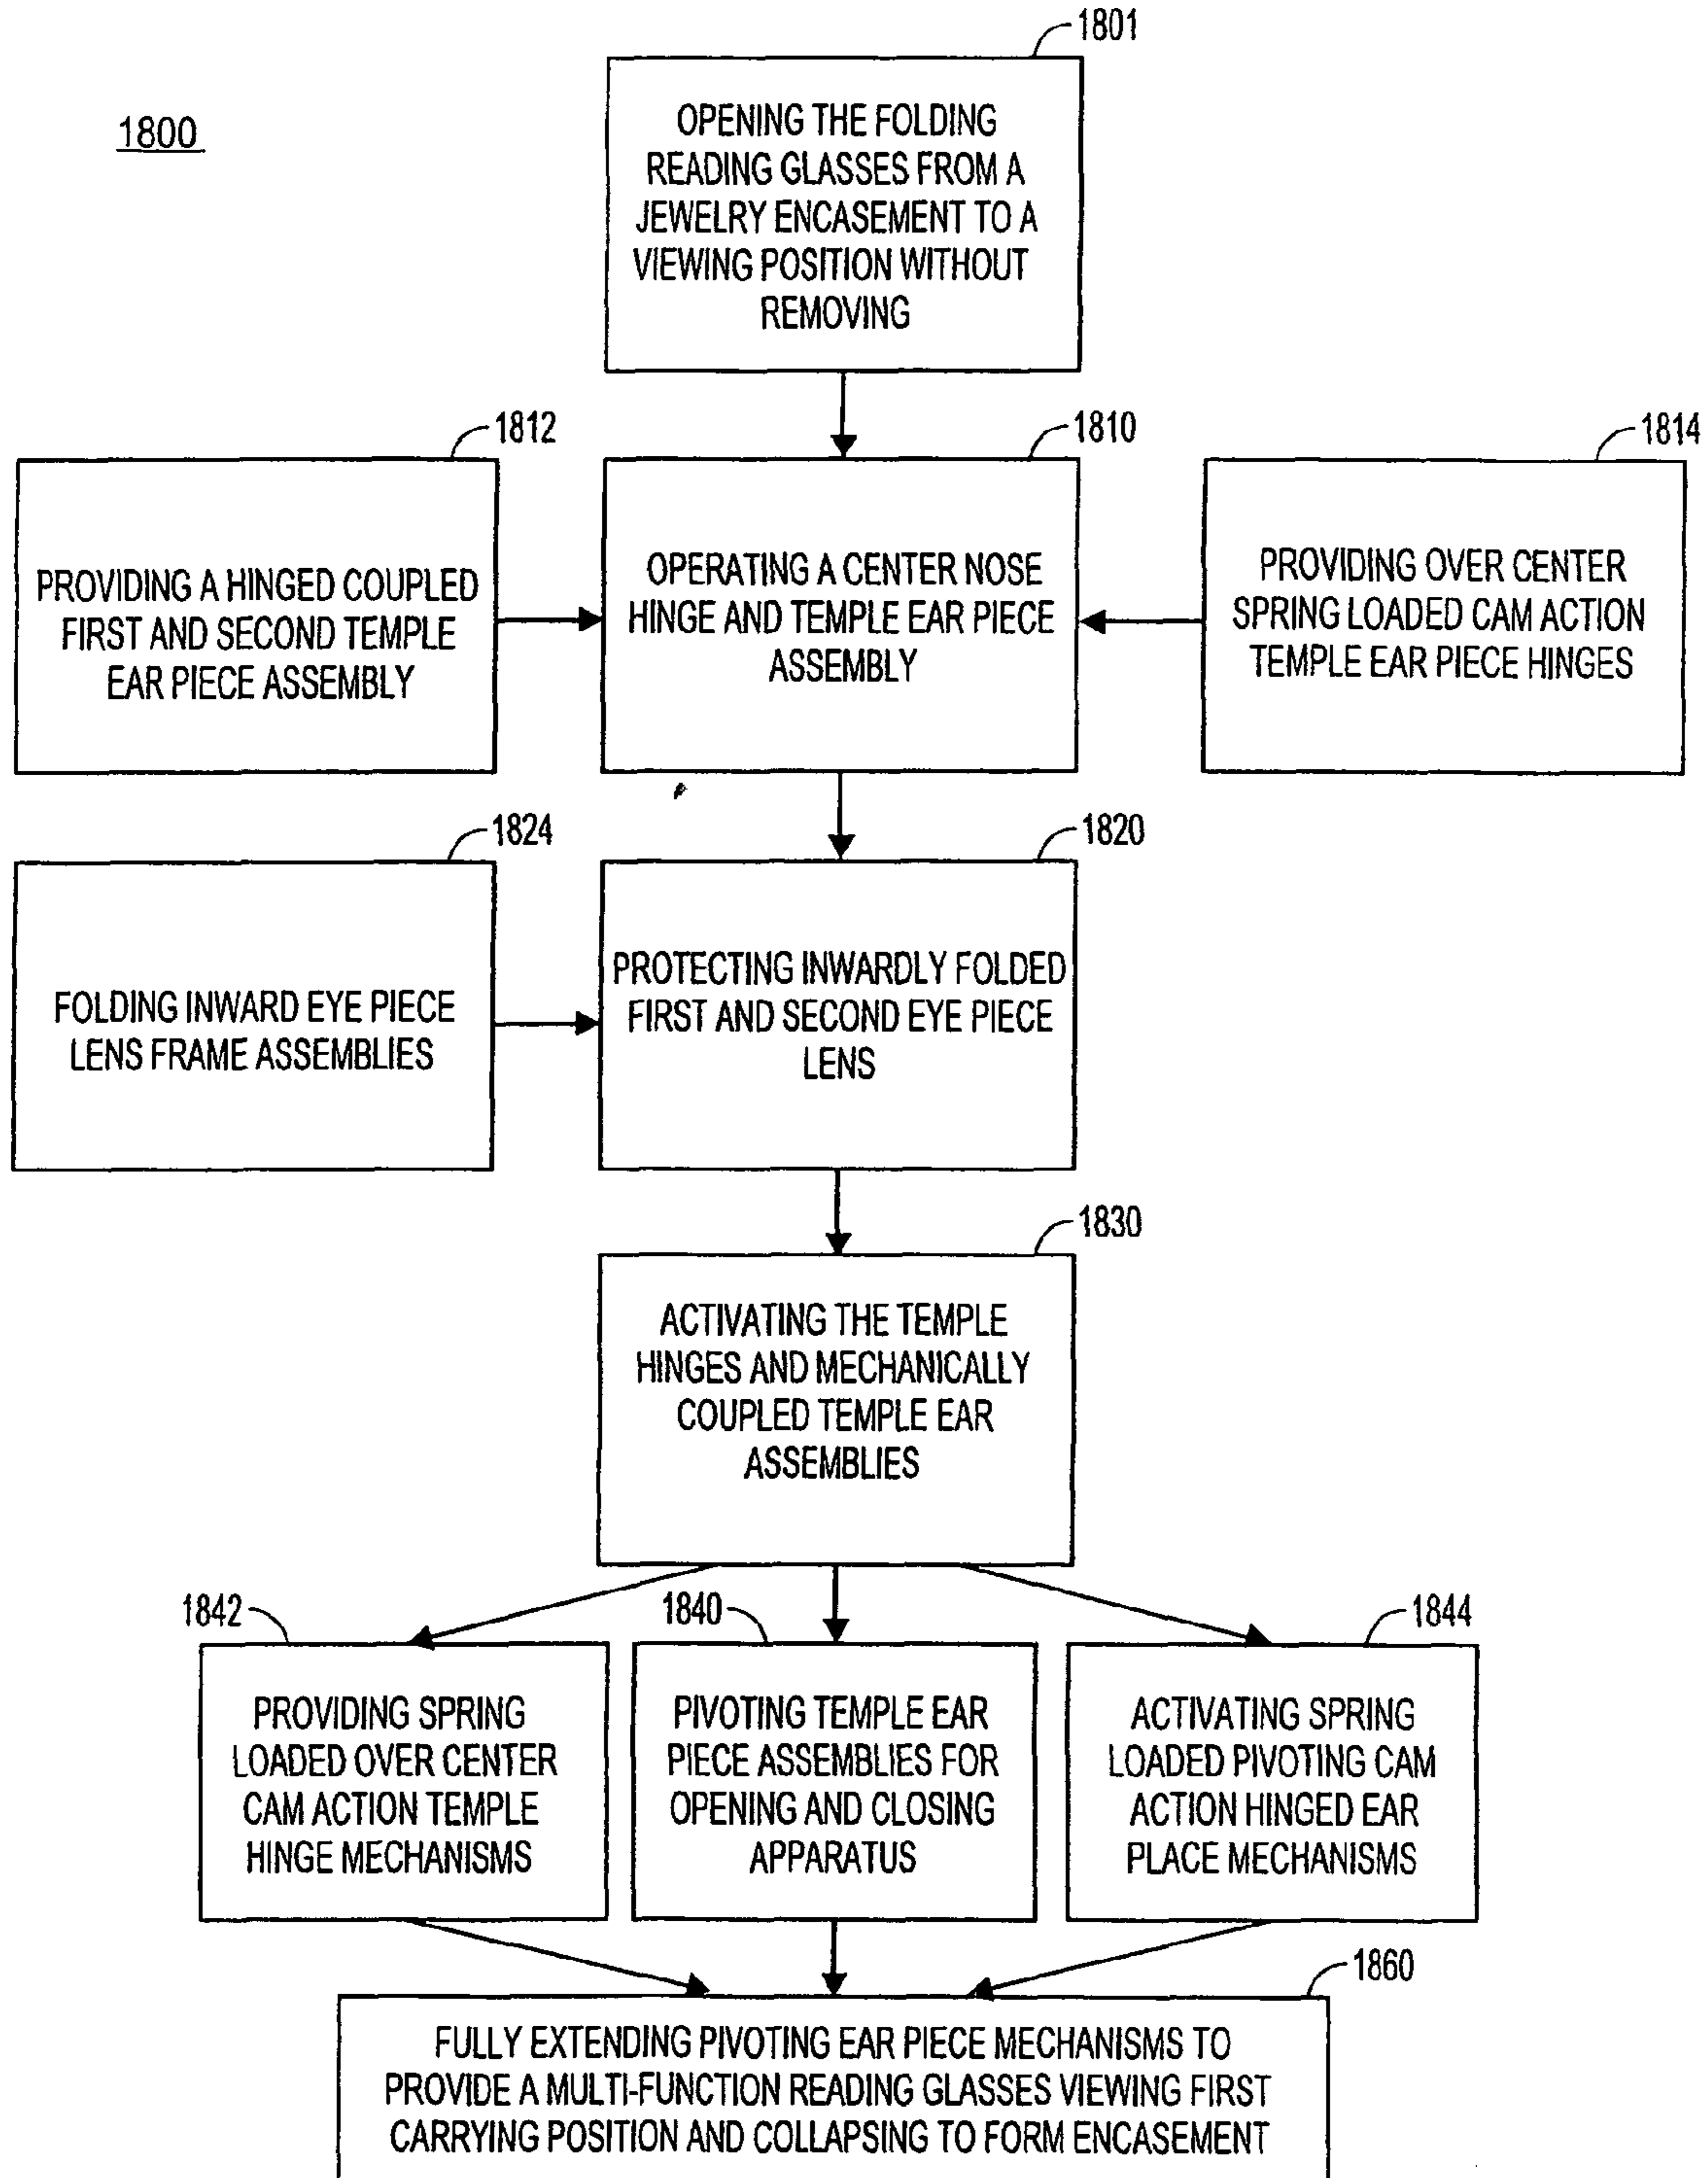 1800
1801
OPENING THE FOLDING
READING GLASSES FROM A
JEWELRY ENCASEMENT TO A
VIEWING POSITION WITHOUT
REMOVING
1812
PROVIDING A HINGED COUPLED
FIRST AND SECOND TEMPLE
EAR PIECE ASSEMBLY
1810
OPERATING A CENTER NOSE
HINGE AND TEMPLE EAR PIECE
ASSEMBLY
1814
PROVIDING OVER CENTER
SPRING LOADED CAM ACTION
TEMPLE EAR PIECE HINGES
1824
FOLDING INWARD EYE PIECE
LENS FRAME ASSEMBLIES
1820
PROTECTING INWARDLY FOLDED
FIRST AND SECOND EYE PIECE
LENS
1830
ACTIVATING THE TEMPLE
HINGES AND MECHANICALLY
COUPLED TEMPLE EAR
ASSEMBLIES
1842
PROVIDING SPRING
LOADED OVER CENTER
CAM ACTION TEMPLE
HINGE MECHANISMS
1840
PIVOTING TEMPLE EAR
PIECE ASSEMBLIES FOR
OPENING AND CLOSING
APPARATUS
1844
ACTIVATING SPRING
LOADED PIVOTING CAM
ACTION HINGED EAR
PLACE MECHANISMS
1860
FULLY EXTENDING PIVOTING EAR PIECE MECHANISMS TO
PROVIDE A MULTI-FUNCTION READING GLASSES VIEWING FIRST
CARRYING POSITION AND COLLAPSING TO FORM ENCASEMENT